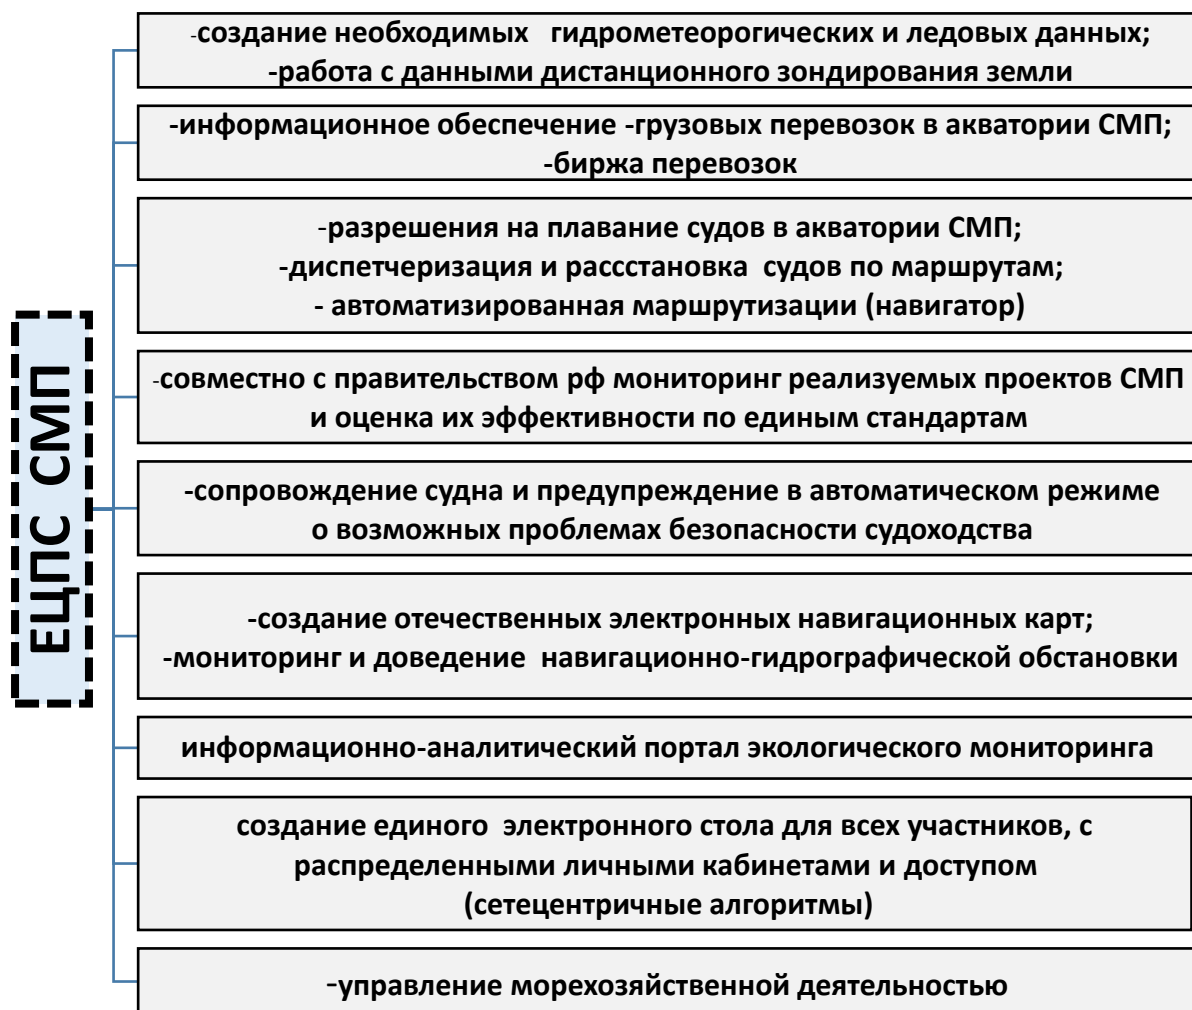 ЕЦПС СМП
-создание необходимых гидрометеорогических и ледовых данных;
-работа с данными дистанционного зондирования земли
-информационное обеспечение -грузовых перевозок в акватории СМП;
-биржа перевозок
-разрешения на плавание судов в акватории СМП;
-диспетчеризация и рассстановка судов по маршрутам;
- автоматизированная маршрутизации (навигатор)
-совместно с правительством рф мониторинг реализуемых проектов СМП
и оценка их эффективности по единым стандартам
-сопровождение судна и предупреждение в автоматическом режиме
о возможных проблемах безопасности судоходства
-создание отечественных электронных навигационных карт;
-мониторинг и доведение навигационно-гидрографической обстановки
информационно-аналитический портал экологического мониторинга
создание единого электронного стола для всех участников, с
распределенными личными кабинетами и доступом
(сетецентричные алгоритмы)
-управление морехозяйственной деятельностью